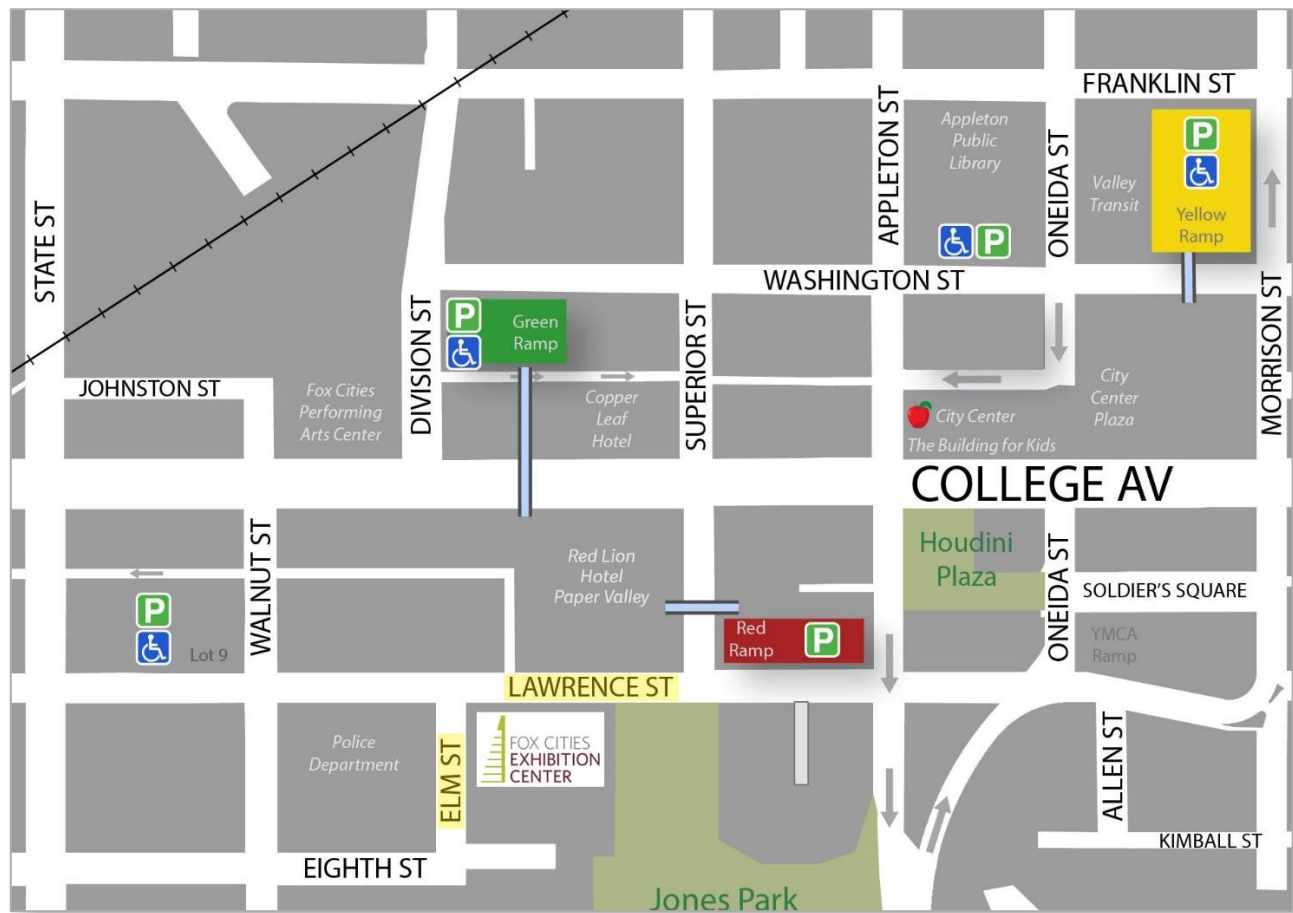 FRANKLIN ST
STATE ST
APPLETON ST
Appleton
Public
Library
ONEIDA ST
Valley
Transit
P
Yellow
Ramp
P
WASHINGTON ST
MORRISON ST
DIVISION ST
P
Green
Ramp
SUPERIOR ST
JOHNSTON ST
Fox Cities
Performing
Arts Center
Copper
Leaf
Hotel
City
Center
Plaza
City Center
The Building for Kids
COLLEGE AV
WALNUT ST
Red Lion
Hotel
Paper Valley
Houdini
Plaza
ONEIDA ST
SOLDIER'S SQUARE
P
Lot 9
Red
Ramp
P
YMCA
Ramp
LAWRENCE ST
Police
Department
ELM ST
FOX CITIES
EXHIBITION
CENTER
ALLEN ST
KIMBALL ST
EIGHTH ST
Jones Park